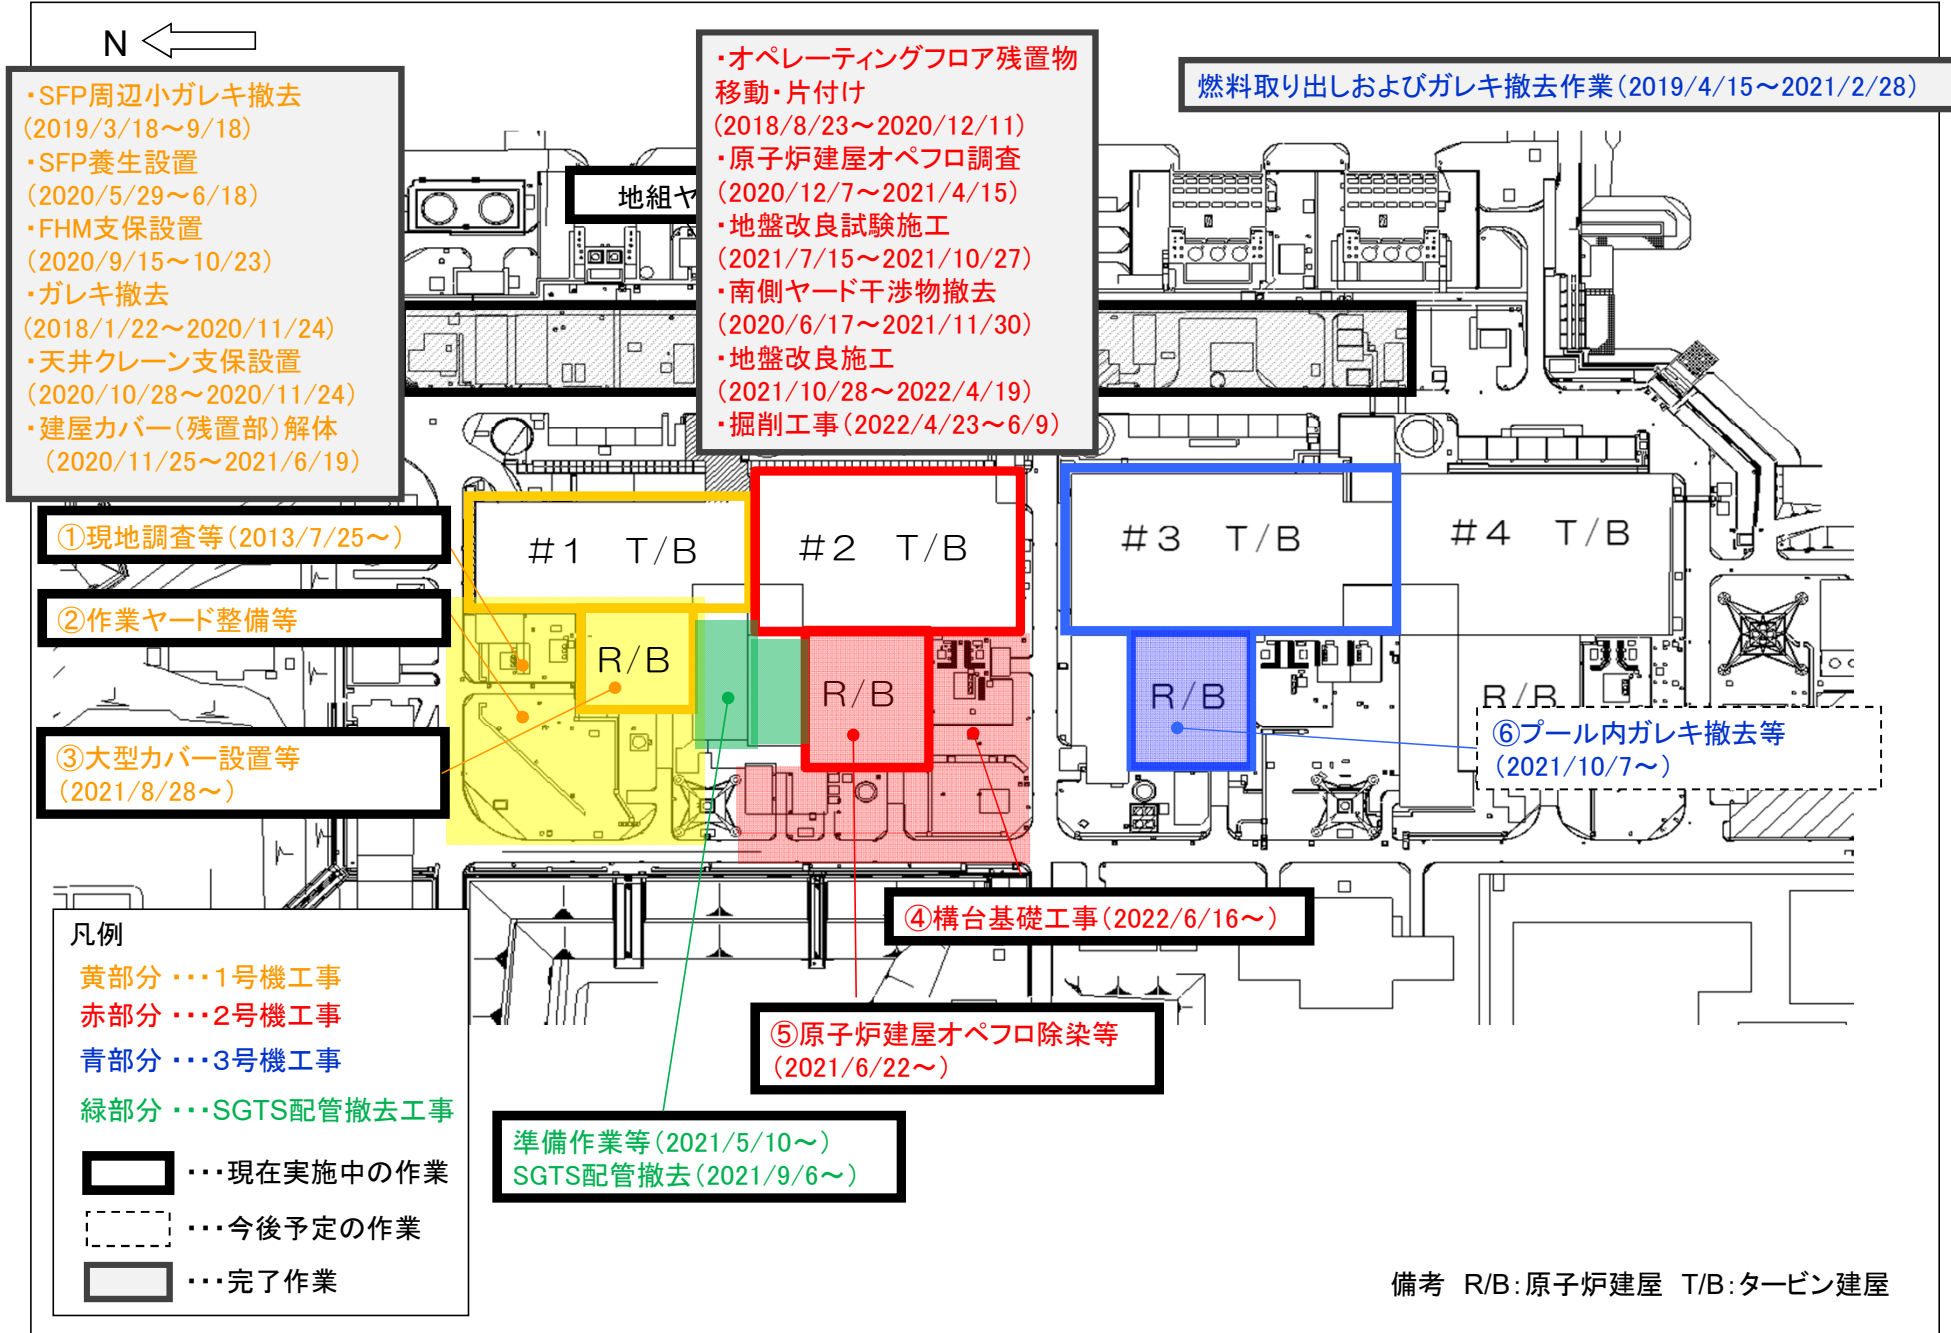 N
・SFP周辺小ガレキ撤去
(2019/3/18～9/18)
・SFP養生設置
(2020/5/29～6/18)
・FHM支保設置
(2020/9/15～10/23)
・ガレキ撤去
(2018/1/22～2020/11/24)
・天井クレーン支保設置
(2020/10/28～2020/11/24)
・建屋カバー(残置部)解体
(2020/11/25～2021/6/19)
・オペレーティングフロア残置物
移動・片付け
(2018/8/23～2020/12/11)
・原子炉建屋オペフロ調査
(2020/12/7～2021/4/15)
・地盤改良試験施工
(2021/7/15～2021/10/27)
・南側ヤード干渉物撤去
(2020/6/17～2021/11/30)
・地盤改良施工
(2021/10/28～2022/4/19)
・掘削工事(2022/4/23～6/9)
燃料取り出しおよびガレキ撤去作業(2019/4/15～2021/2/28)
地組ヤ
①現地調査等(2013/7/25～)
②作業ヤード整備等
③大型カバー設置等
(2021/8/28～)
#1 T/B
#2 T/B
#3 T/B
#4 T/B
R/B
R/B
R/B
R/B
⑥プール内ガレキ撤去等
(2021/10/7～)
④構台基礎工事(2022/6/16～)
⑤原子炉建屋オペフロ除染等
(2021/6/22～)
準備作業等(2021/5/10～)
SGTS配管撤去(2021/9/6～)
凡例
黄部分 ・・・1号機工事
赤部分 ・・・2号機工事
青部分 ・・・3号機工事
緑部分 ・・・SGTS配管撤去工事
・・・現在実施中の作業
・・・今後予定の作業
・・・完了作業
備考 R/B：原子炉建屋 T/B：タービン建屋